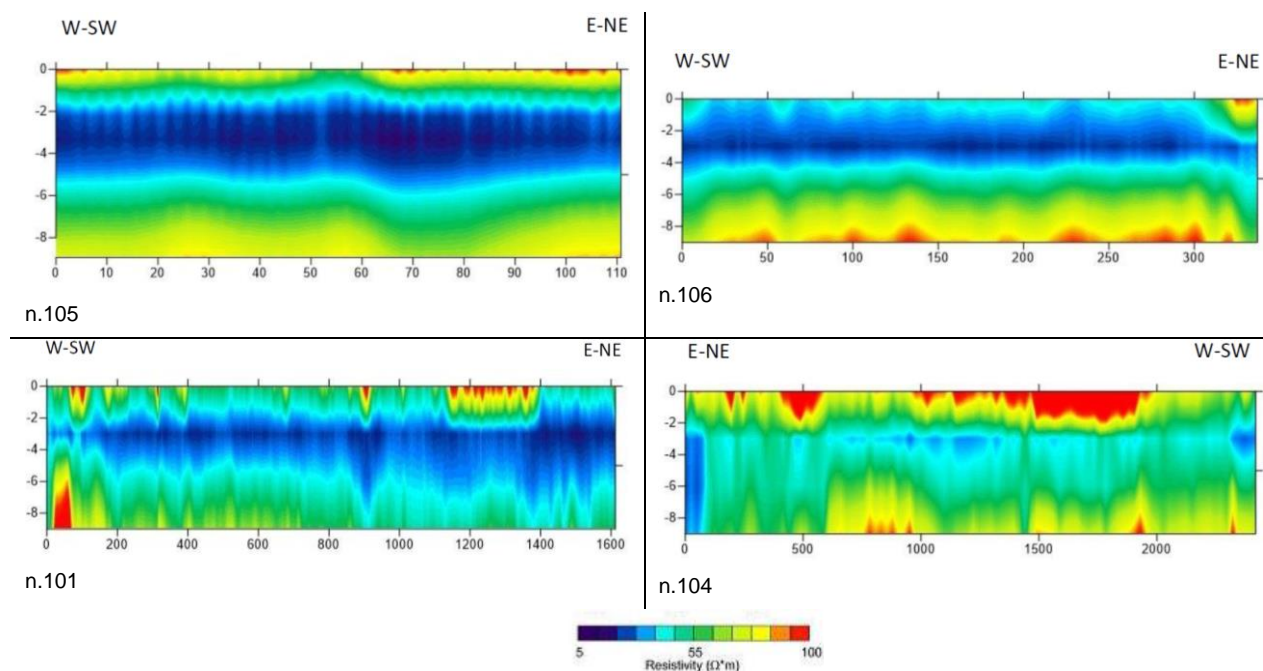 W-SW E-NE
0
-2
-4
-6
-8
0 10 20 30 40 50 60 70 80 90 100 110
n.105
W-SW E-NE
0
-2
-4
-6
-8
0 50 100 150 200 250 300
n.106
W-SW E-NE
0
-2
-4
-6
-8
0 200 400 600 800 1000 1200 1400 1600
n.101
E-NE W-SW
0
-2
-4
-6
-8
0 500 1000 1500 2000
n.104
5 55 100
Resistivity (Ω*m)